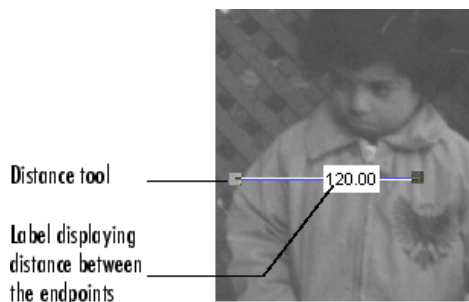 120.00
Distance tool
Label displaying
distance between
the endpoints